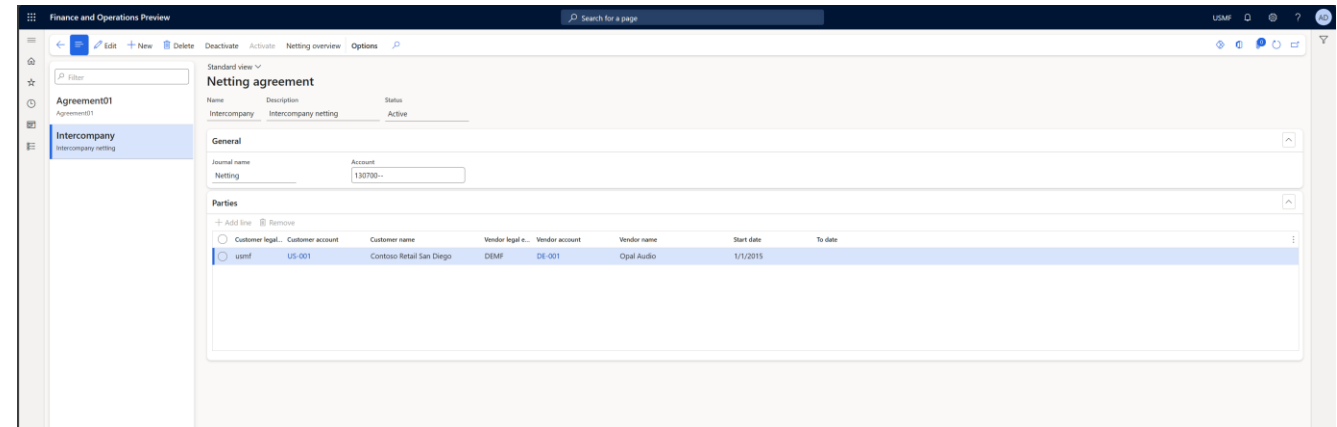 Finance and Operations Preview
Search for a page
USMF
?
AD
Edit
New
Delete
Deactivate
Activate
Netting overview
Options
0
Filter
Agreement01
Agreement01
Intercompany
Intercompany netting
Standard view
Netting agreement
Name Description Status
Intercompany Intercompany netting Active
General
Journal name Account
Netting 130700--
Parties
Add line Remove
Customer legal... Customer account Customer name Vendor legal e... Vendor account Vendor name Start date To date
usmf US-001 Contoso Retail San Diego DEMF DE-001 Opal Audio 1/1/2015